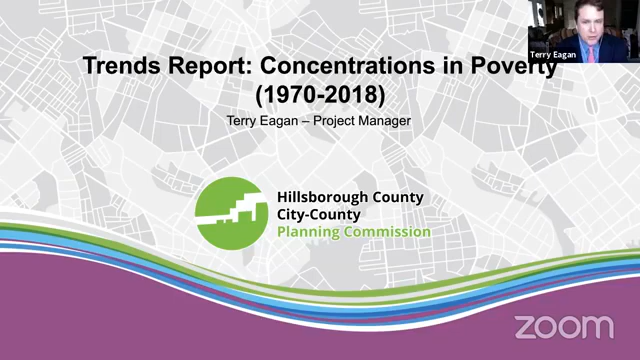 Terry Eagan
Trends Report: Concentrations in Poverty
(1970-2018)
Terry Eagan – Project Manager
Hillsborough County
City-County
Planning Commission
zoom